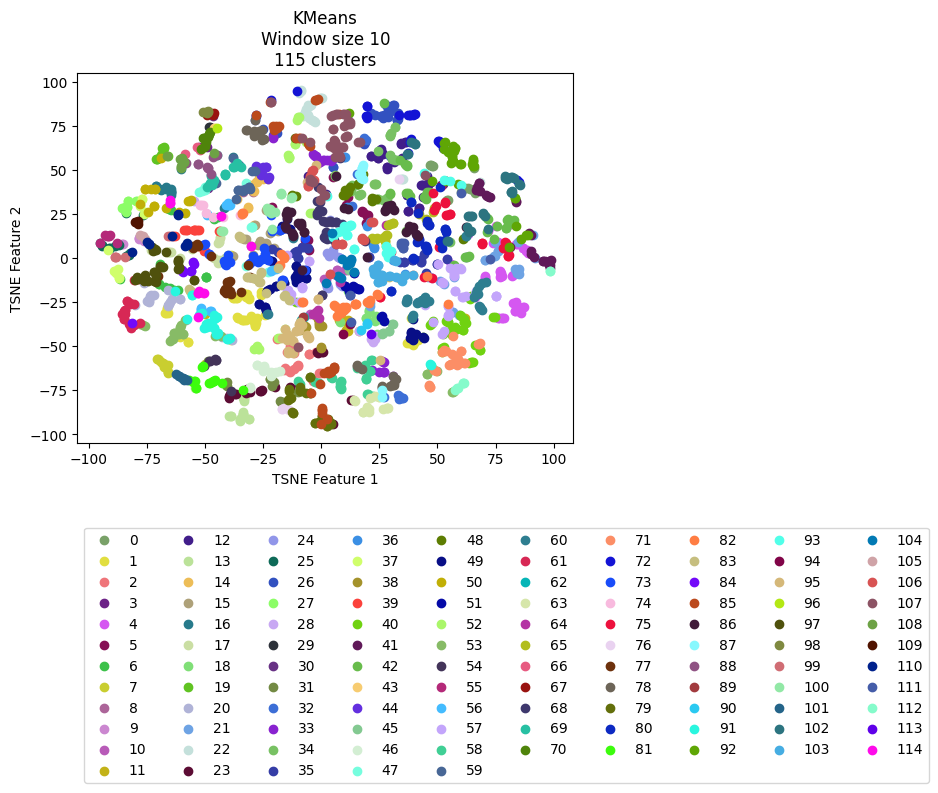 KMeans
Window size 10
115 clusters
100
75
50
25
0
−25
−50
−75
−100
TSNE Feature 2
−100 −75 −50 −25 0 25 50 75 100
TSNE Feature 1
0 12 24 36 48 60 71 82 93 104
1 13 25 37 49 61 72 83 94 105
2 14 26 38 50 62 73 84 95 106
3 15 27 39 51 63 74 85 96 107
4 16 28 40 52 64 75 86 97 108
5 17 29 41 53 65 76 87 98 109
6 18 30 42 54 66 77 88 99 110
7 19 31 43 55 67 78 89 100 111
8 20 32 44 56 68 79 90 101 112
9 21 33 45 57 69 80 91 102 113
10 22 34 46 58 70 81 92 103 114
11 23 35 47 59